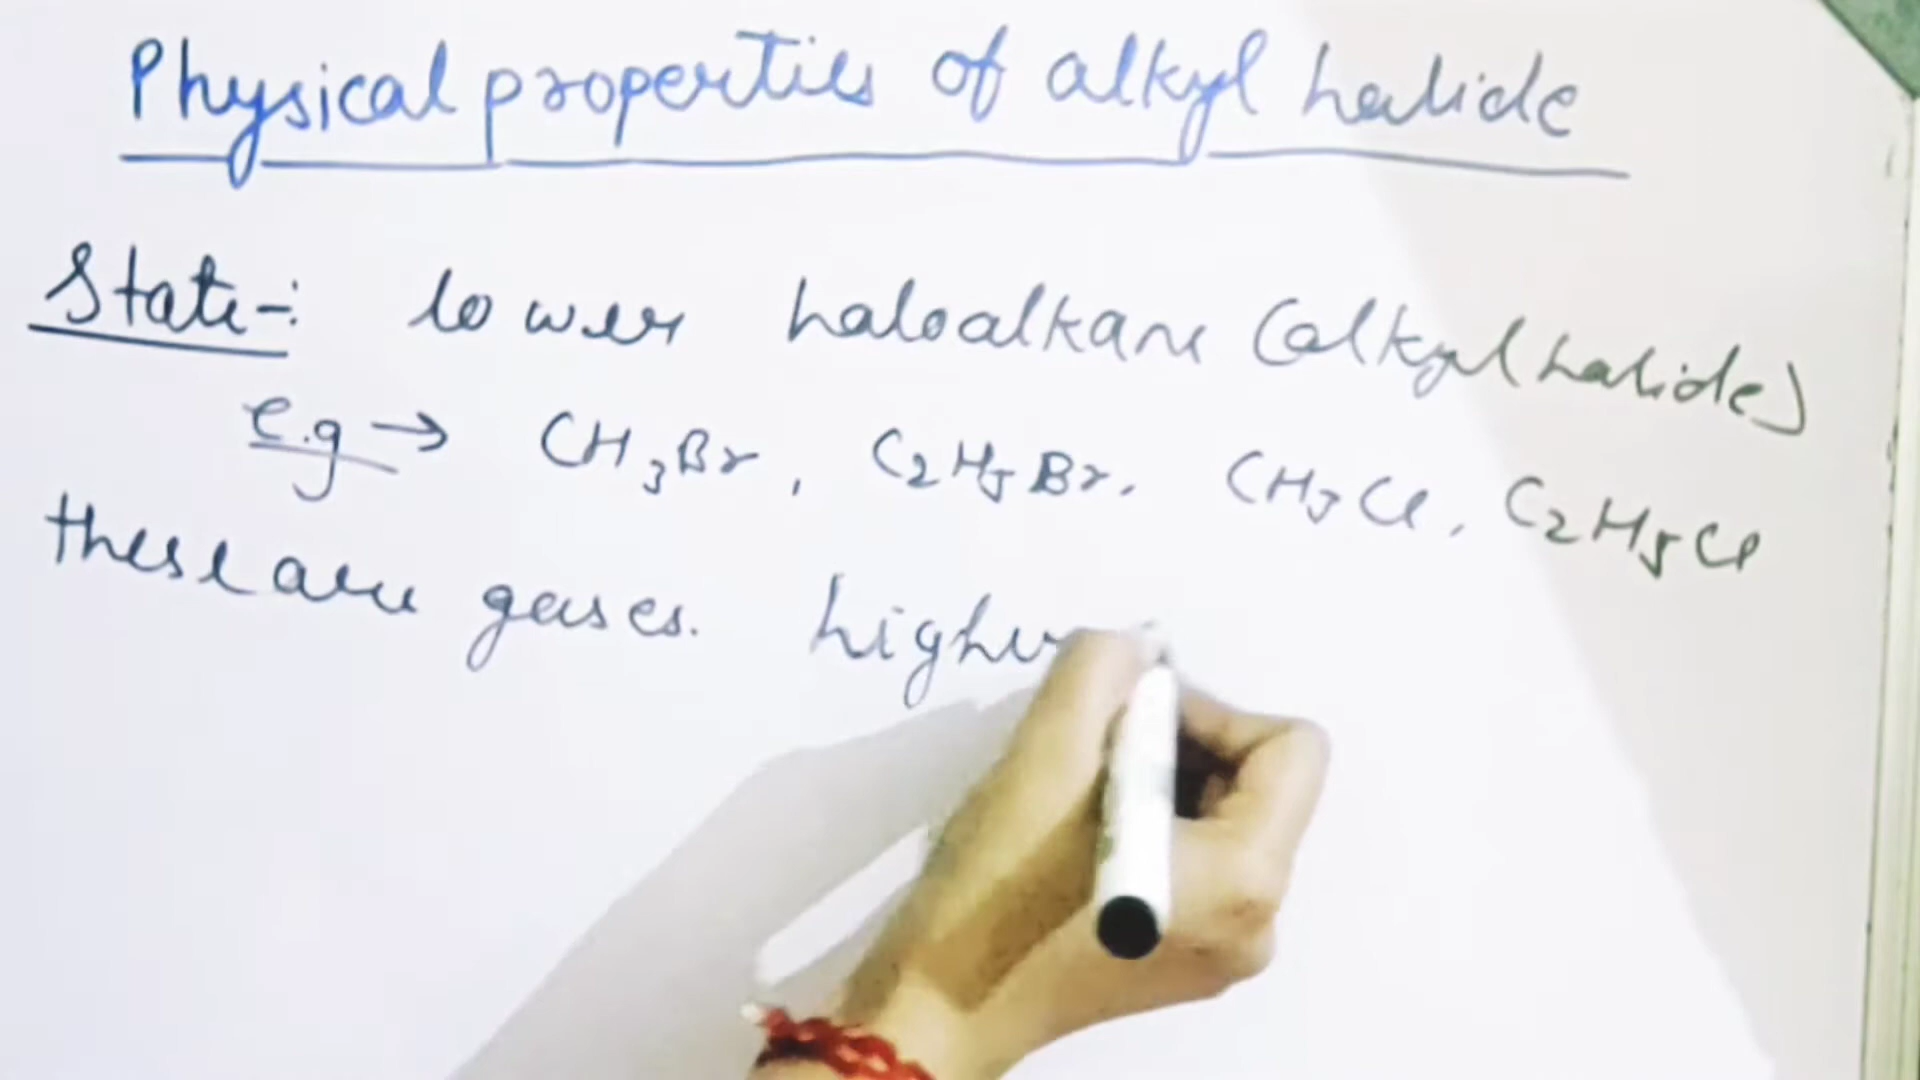 Physical properties of alkyl halide
State-: lower haloalkane (alkyl halide)
e.g → CH3Br, C2H5Br, CH3Cl, C2H5Cl
these are gases. higher